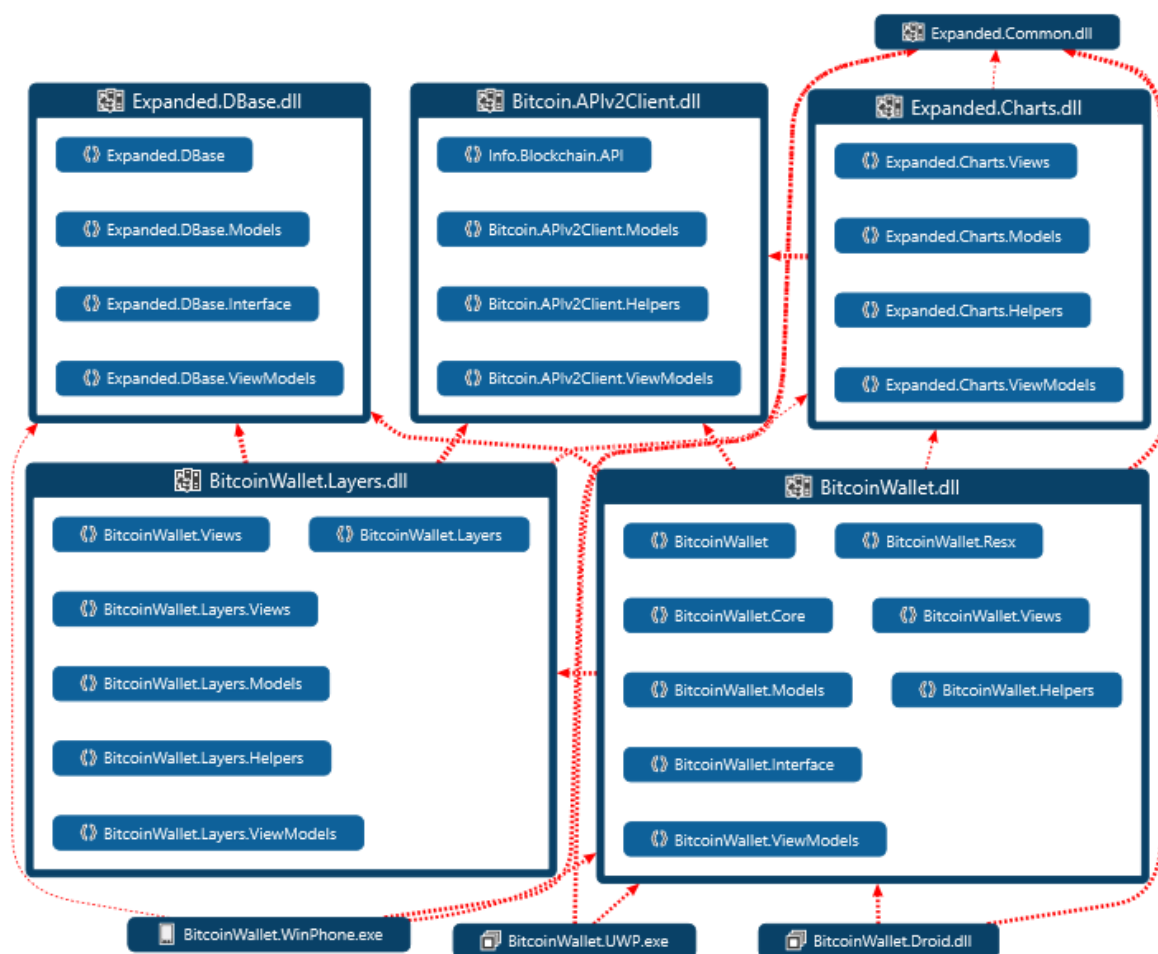 Expanded.Common.dll
Expanded.DBase.dll
Expanded.DBase
Expanded.DBase.Models
Expanded.DBase.Interface
Expanded.DBase.ViewModels
Bitcoin.APIv2Client.dll
Info.Blockchain.API
Bitcoin.APIv2Client.Models
Bitcoin.APIv2Client.Helpers
Bitcoin.APIv2Client.ViewModels
Expanded.Charts.dll
Expanded.Charts.Views
Expanded.Charts.Models
Expanded.Charts.Helpers
Expanded.Charts.ViewModels
BitcoinWallet.Layers.dll
BitcoinWallet.Views
BitcoinWallet.Layers
BitcoinWallet.Layers.Views
BitcoinWallet.Layers.Models
BitcoinWallet.Layers.Helpers
BitcoinWallet.Layers.ViewModels
BitcoinWallet.dll
BitcoinWallet
BitcoinWallet.Resx
BitcoinWallet.Core
BitcoinWallet.Views
BitcoinWallet.Models
BitcoinWallet.Helpers
BitcoinWallet.Interface
BitcoinWallet.ViewModels
BitcoinWallet.WinPhone.exe
BitcoinWallet.UWP.exe
BitcoinWallet.Droid.dll